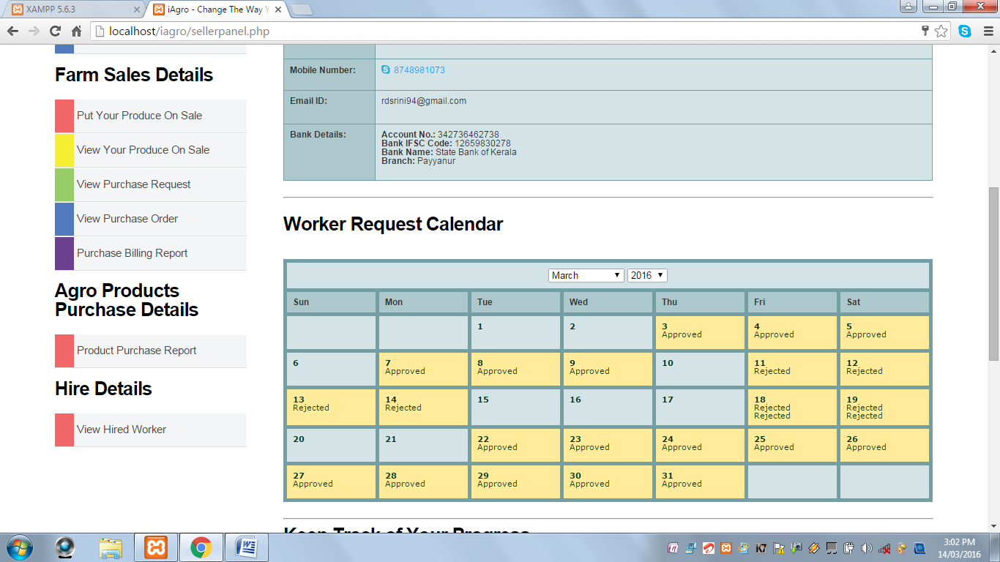 XAMPP 5.6.3
iAgro - Change The Way Y
localhost/iagro/sellerpanel.php
Farm Sales Details
Put Your Produce On Sale
View Your Produce On Sale
View Purchase Request
View Purchase Order
Purchase Billing Report
Agro Products
Purchase Details
Product Purchase Report
Hire Details
View Hired Worker
Mobile Number: 8748981073
Email ID: rdsrini94@gmail.com
Bank Details: Account No.: 342736462738
Bank IFSC Code: 12659830278
Bank Name: State Bank of Kerala
Branch: Payyanur
Worker Request Calendar
March 2016
Sun Mon Tue Wed Thu Fri Sat
1 2 3 4 5
Approved Approved Approved
6 7 8 9 10 11 12
Approved Approved Approved Rejected Rejected
13 14 15 16 17 18 19
Rejected Rejected Rejected Rejected
Rejected Rejected
20 21 22 23 24 25 26
Approved Approved Approved Approved Approved
27 28 29 30 31
Approved Approved Approved Approved Approved
Keep Track of Your Progress
3:02 PM
14/03/2016